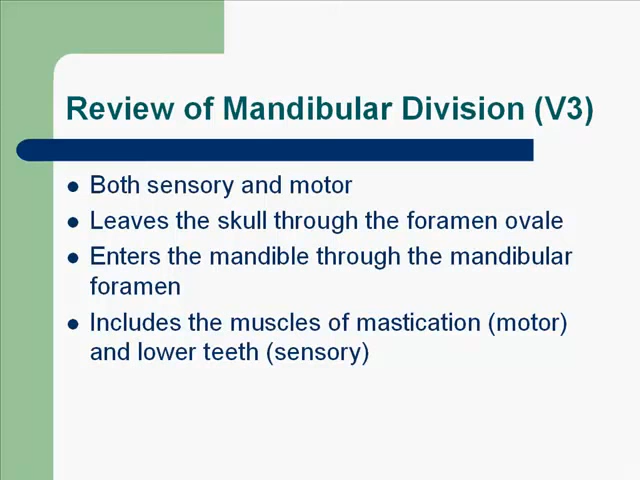 Review of Mandibular Division (V3)
● Both sensory and motor
● Leaves the skull through the foramen ovale
● Enters the mandible through the mandibular
foramen
● Includes the muscles of mastication (motor)
and lower teeth (sensory)